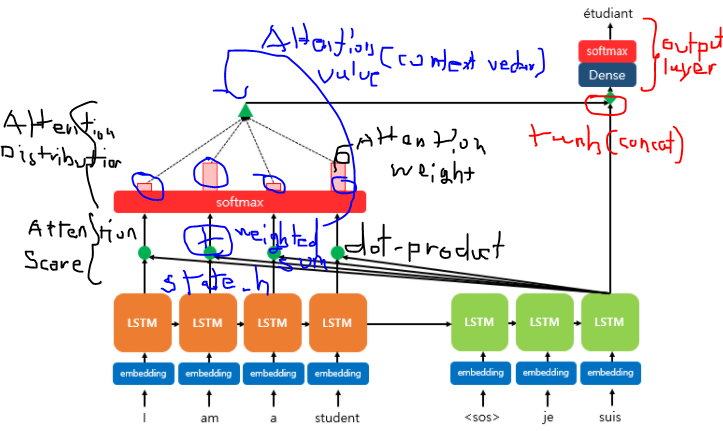 étudiant
softmax
Dense
output
layer
Attention
value
(context vector)
tanh(concat)
Attention
Distribution
Attention
weight
softmax
Attention
Score
weighted
sum
dot-product
state_h
LSTM LSTM LSTM LSTM LSTM LSTM LSTM
embedding embedding embedding embedding embedding embedding embedding
I am a student <sos> je suis